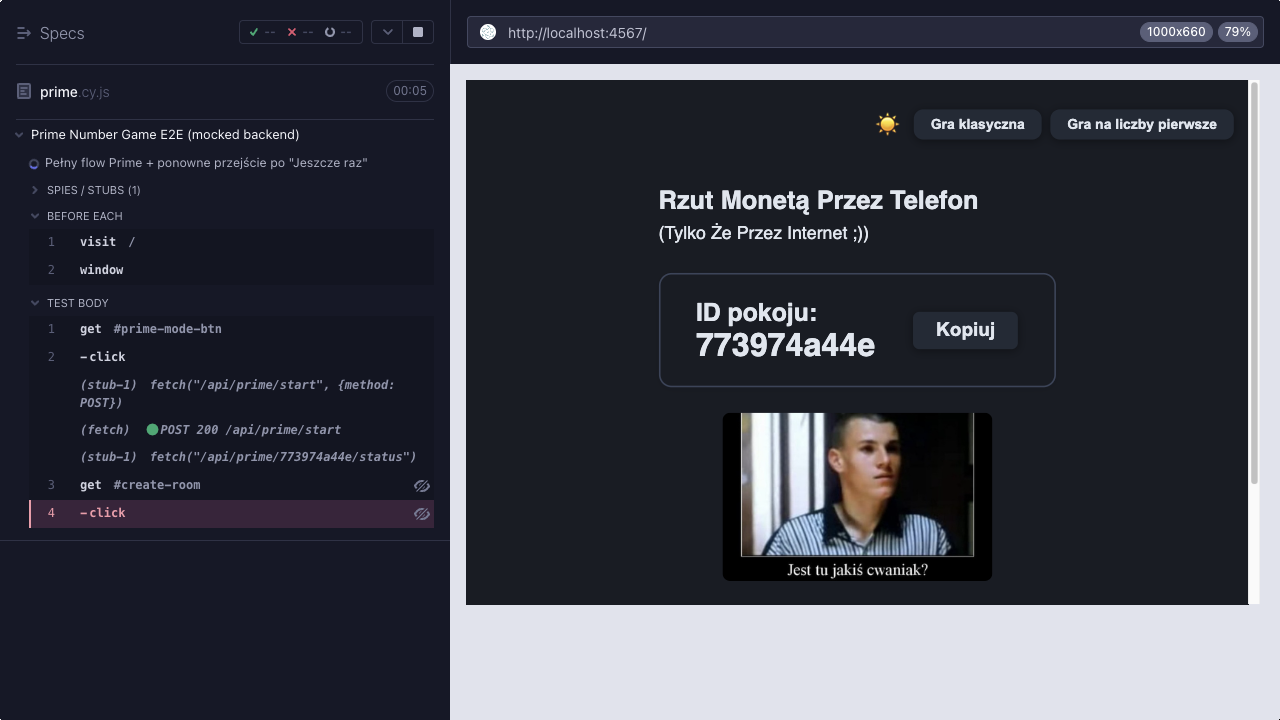 Specs
-- -- --
prime.cy.js
00:05
Prime Number Game E2E (mocked backend)
Pełny flow Prime + ponowne przejście po "Jeszcze raz"
SPIES / STUBS (1)
BEFORE EACH
1 visit /
2 window
TEST BODY
1 get #prime-mode-btn
2 -click
(stub-1) fetch("/api/prime/start", {method:
POST})
(fetch) POST 200 /api/prime/start
(stub-1) fetch("/api/prime/773974a44e/status")
3 get #create-room
4 -click
http://localhost:4567/
1000x660
79%
Gra klasyczna
Gra na liczby pierwsze
Rzut Monetą Przez Telefon
(Tylko Że Przez Internet ;))
ID pokoju:
773974a44e
Kopiuj
Jest tu jakiś cwaniak?